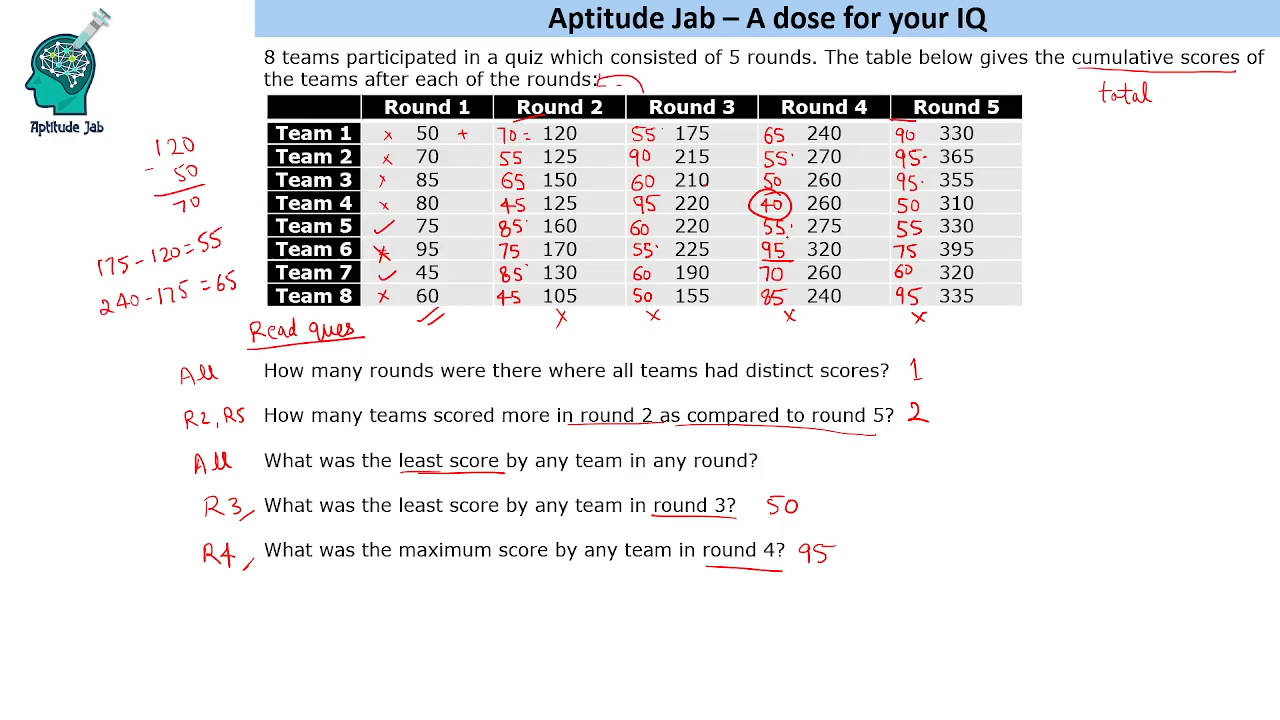 Aptitude Jab – A dose for your IQ
Aptitude Jab
8 teams participated in a quiz which consisted of 5 rounds. The table below gives the cumulative scores of
the teams after each of the rounds:
total
Round 1 Round 2 Round 3 Round 4 Round 5
Team 1 x 50 + 70 = 120 55 175 65 240 90 330
Team 2 x 70 55 125 90 215 55 270 95 365
Team 3 x 85 65 150 60 210 50 260 95 355
Team 4 x 80 45 125 95 220 40 260 50 310
Team 5 ✓ 75 85 160 60 220 55 275 55 330
Team 6 x 95 75 170 55 225 95 320 75 395
Team 7 ✓ 45 85 130 60 190 70 260 60 320
Team 8 x 60 45 105 50 155 85 240 95 335
x x x x
120
- 50
70
175 - 120 = 55
240 - 175 = 65
Read ques
All How many rounds were there where all teams had distinct scores? 1
R2, R5 How many teams scored more in round 2 as compared to round 5? 2
All What was the least score by any team in any round?
R3 What was the least score by any team in round 3? 50
R4 What was the maximum score by any team in round 4? 95